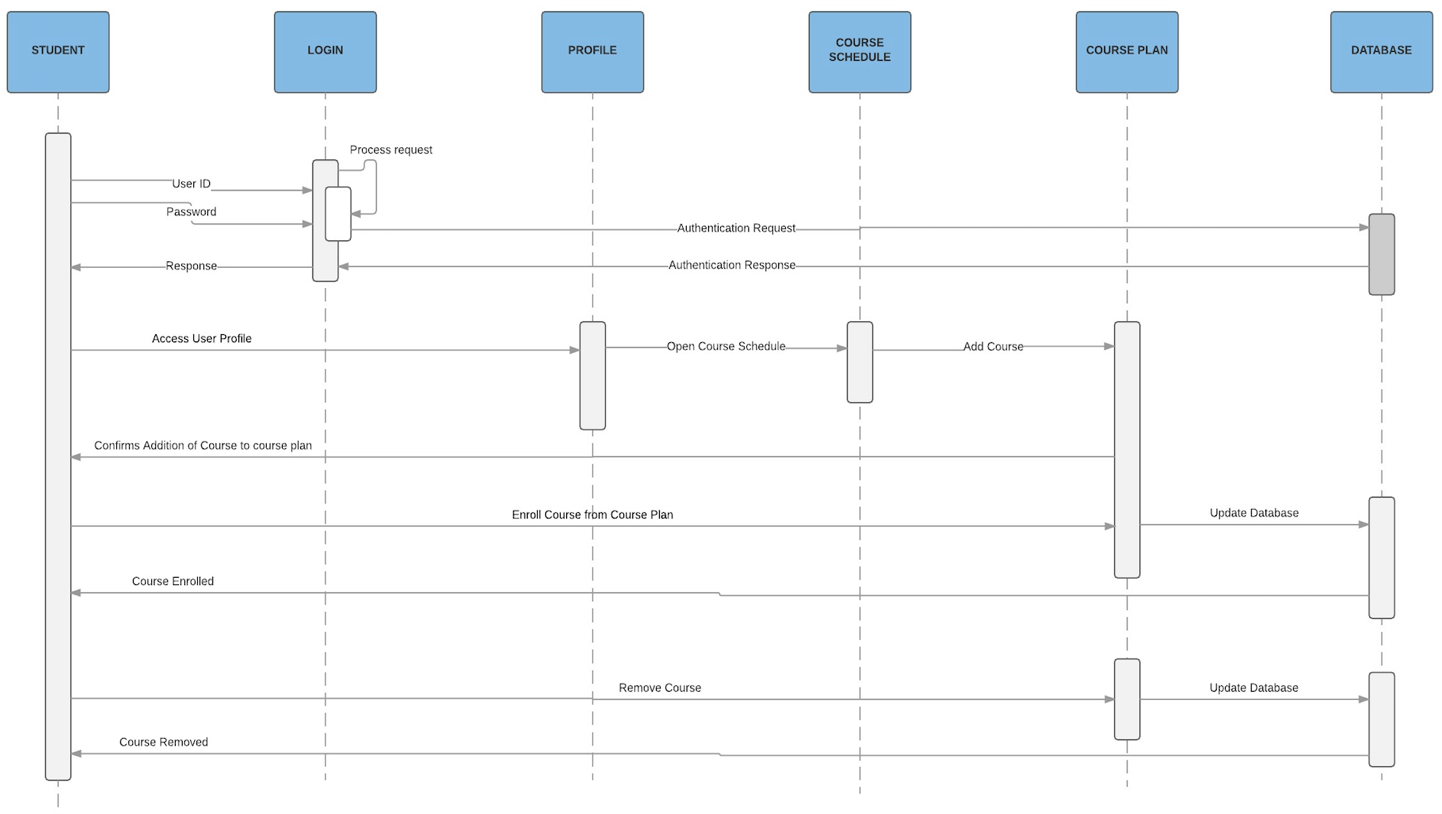 STUDENT
LOGIN
PROFILE
COURSE
SCHEDULE
COURSE PLAN
DATABASE
Process request
User ID
Password
Authentication Request
Response
Authentication Response
Access User Profile
Open Course Schedule
Add Course
Confirms Addition of Course to course plan
Enroll Course from Course Plan
Update Database
Course Enrolled
Remove Course
Update Database
Course Removed